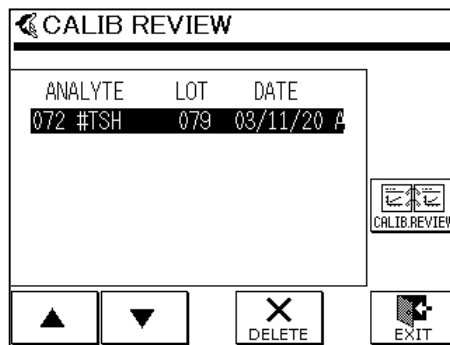 CALIB REVIEW
ANALYTE LOT DATE
072 #TSH 079 03/11/20 A
CALIB.REVIEW
DELETE
EXIT